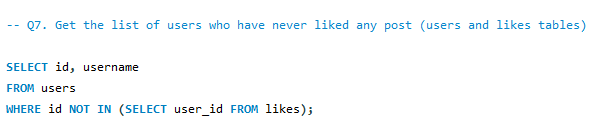 -- Q7. Get the list of users who have never liked any post (users and likes tables)
SELECT id, username
FROM users
WHERE id NOT IN (SELECT user_id FROM likes);